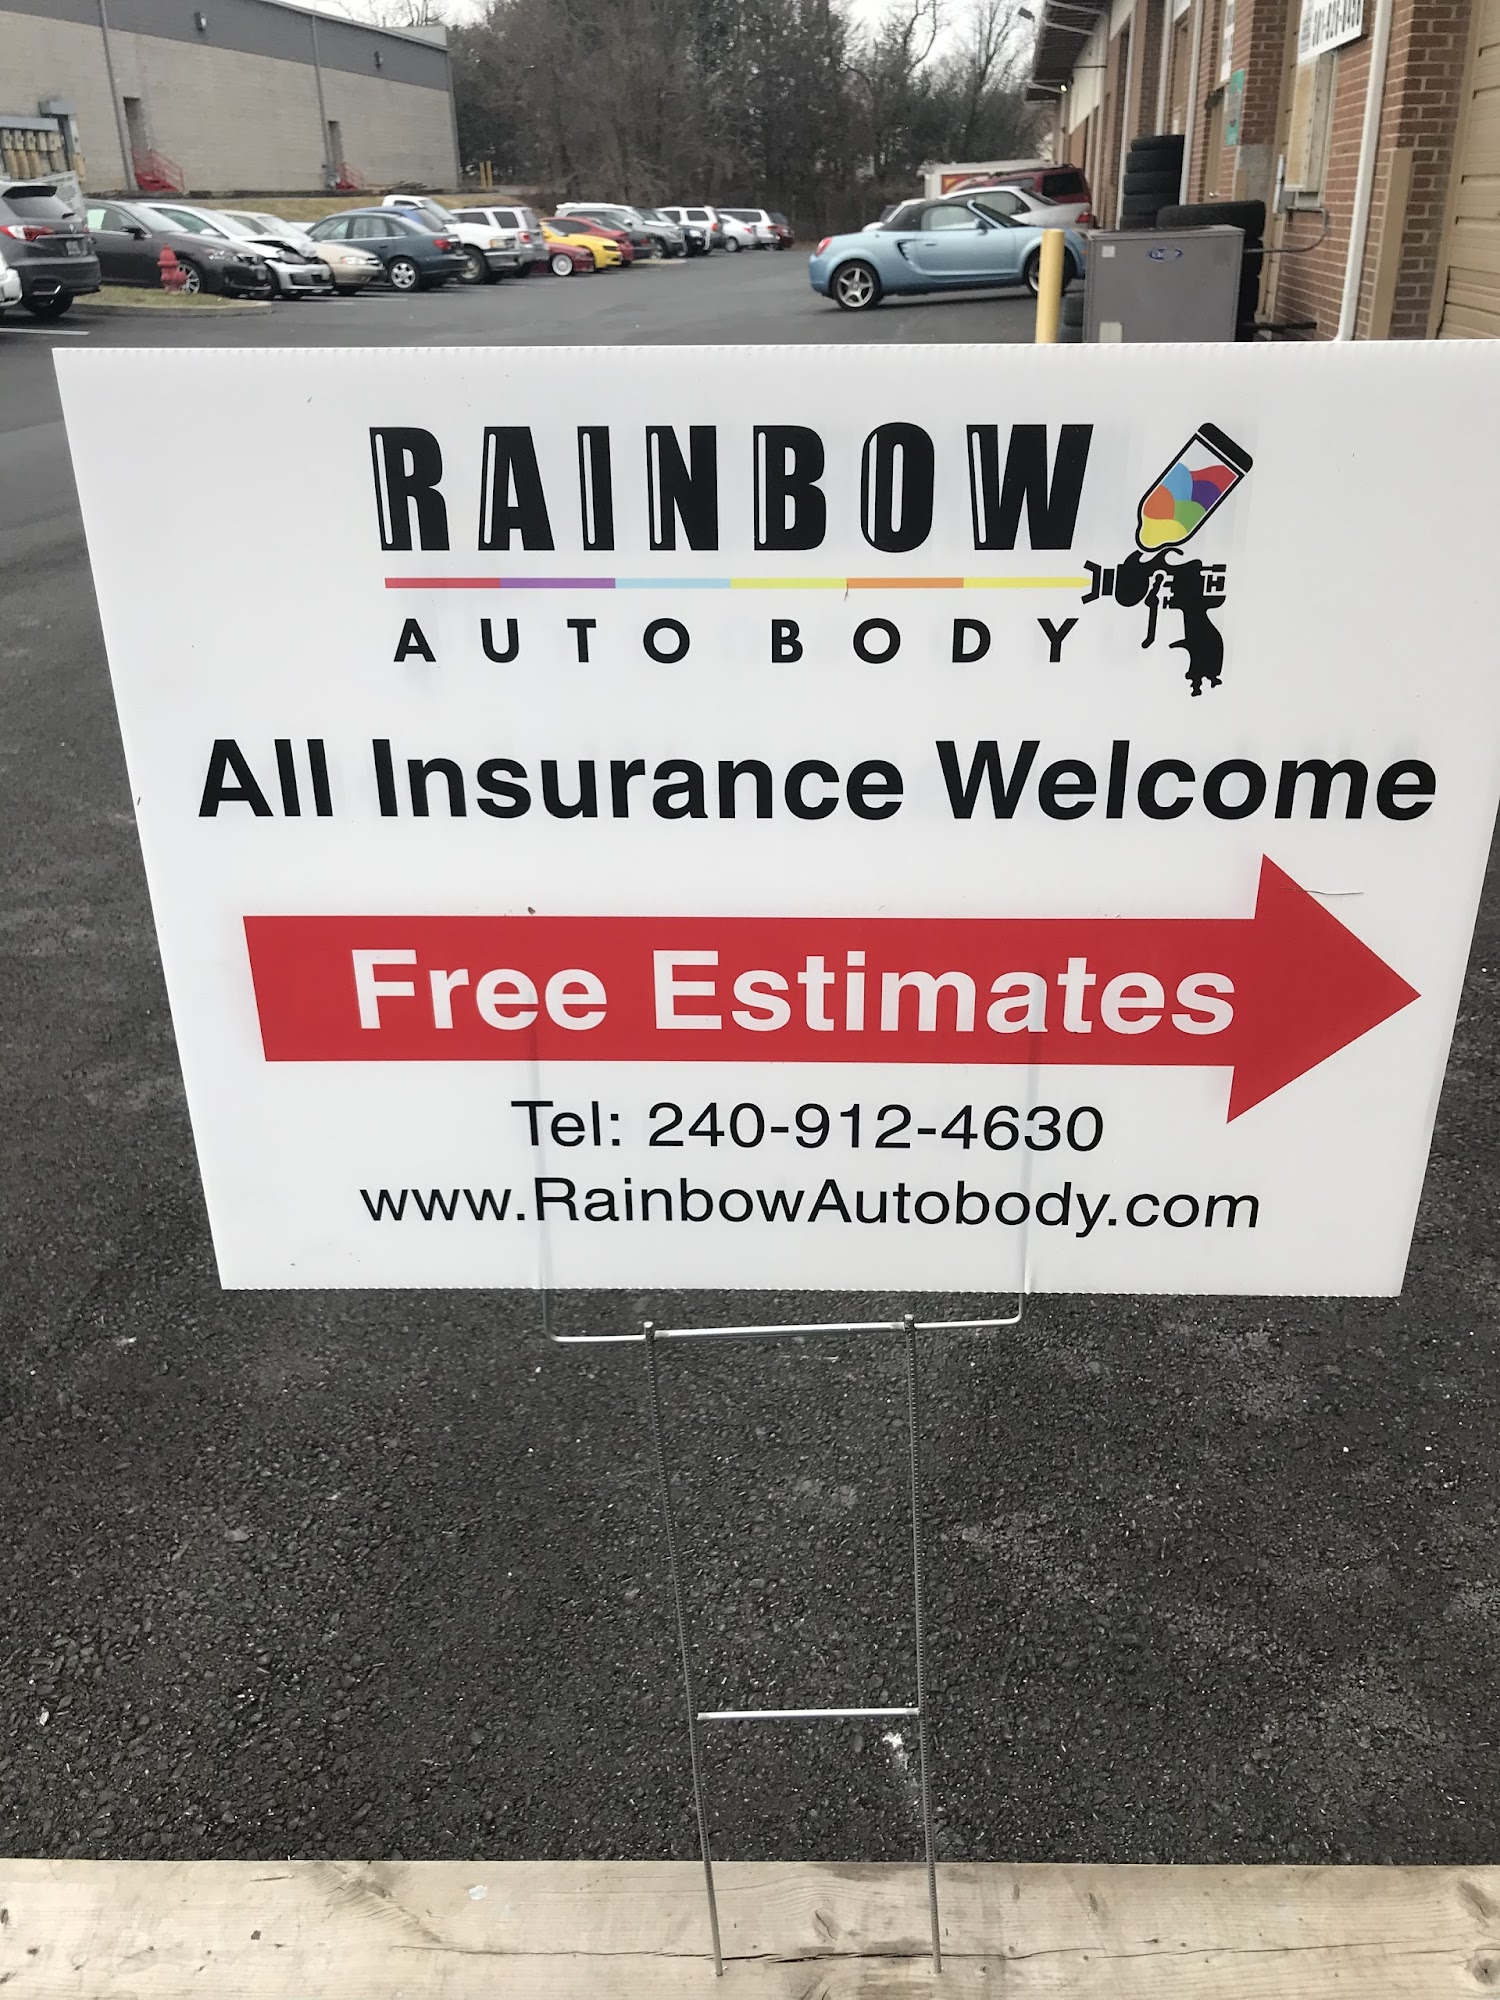 RAINBOW
AUTO BODY
All Insurance Welcome
Free Estimates
Tel: 240-912-4630
www.RainbowAutobody.com